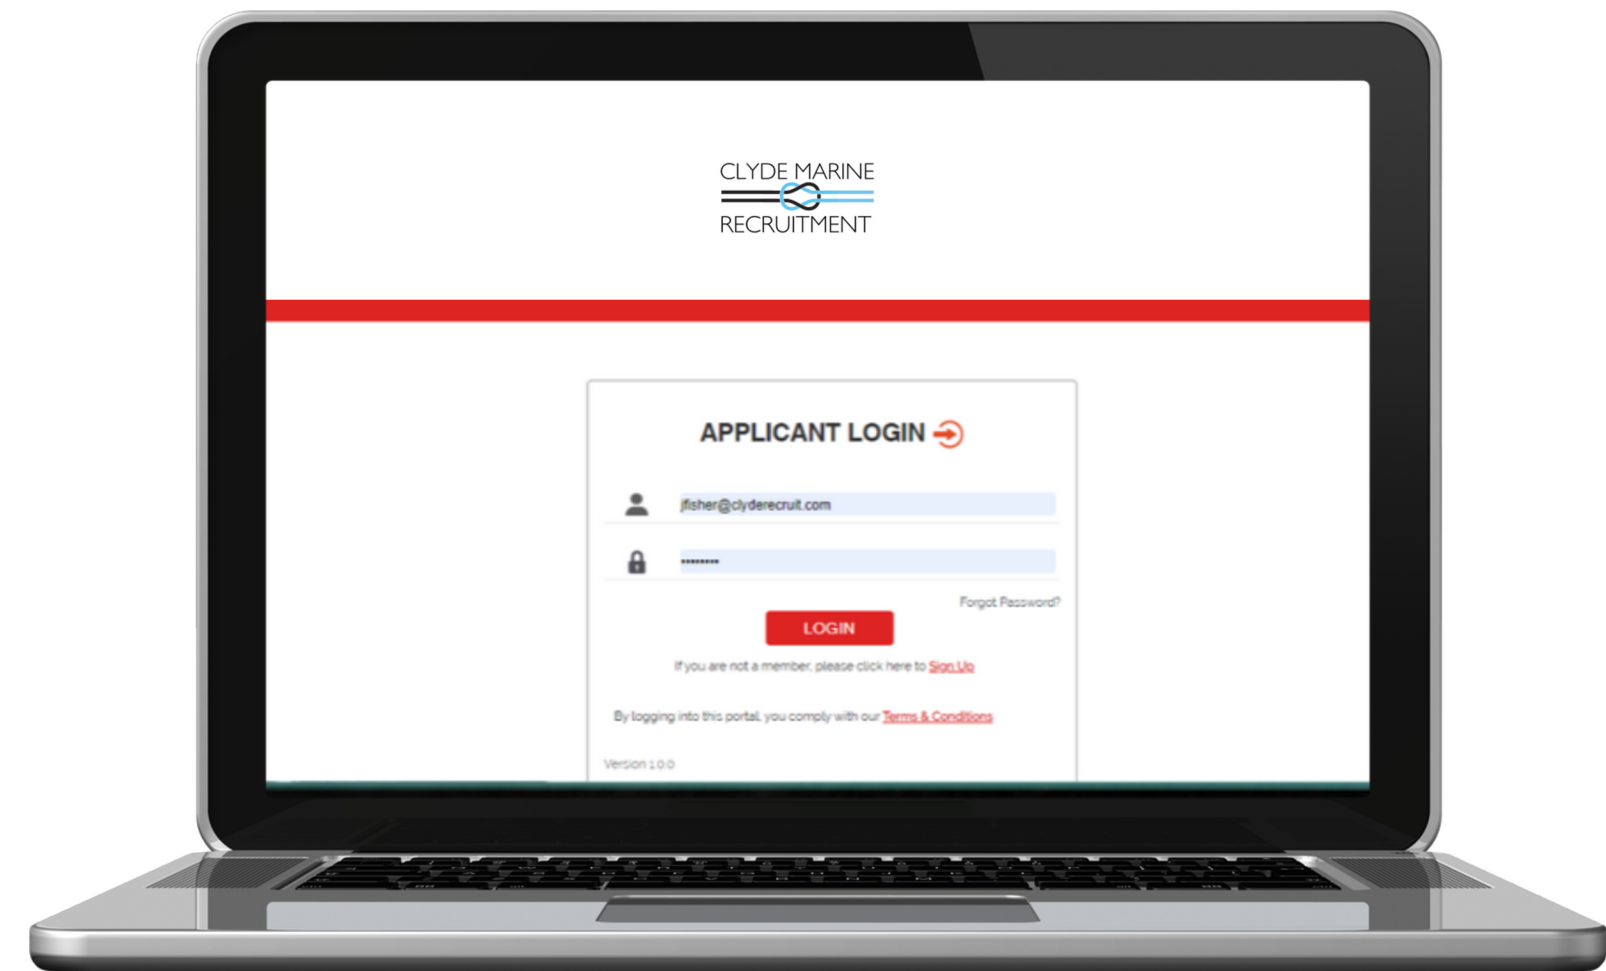 CLYDE MARINE
RECRUITMENT
APPLICANT LOGIN
jfisher@clyderecruit.com
••••••••
Forgot Password?
LOGIN
If you are not a member, please click here to Sign Up
By logging into this portal, you comply with our Terms & Conditions
Version 1.0.0